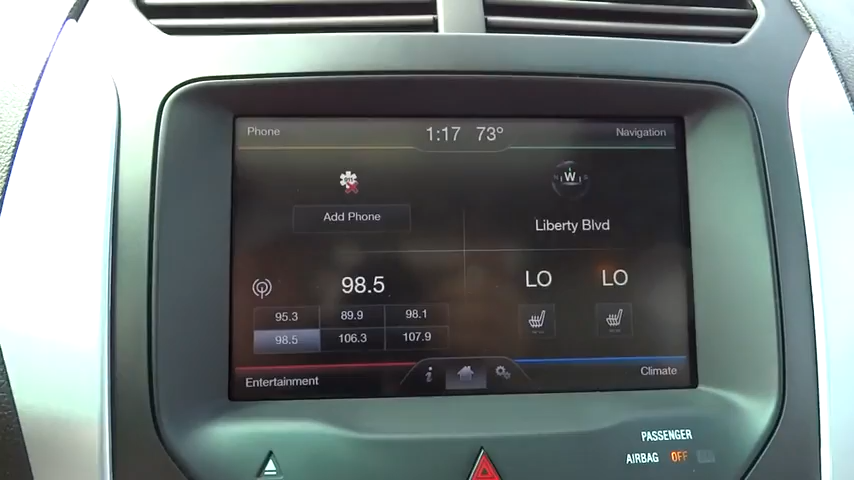 Phone
1:17 73°
Navigation
W
Add Phone
Liberty Blvd
98.5
LO LO
95.3 89.9 98.1
98.5 106.3 107.9
Entertainment
i
Climate
PASSENGER
AIRBAG OFF